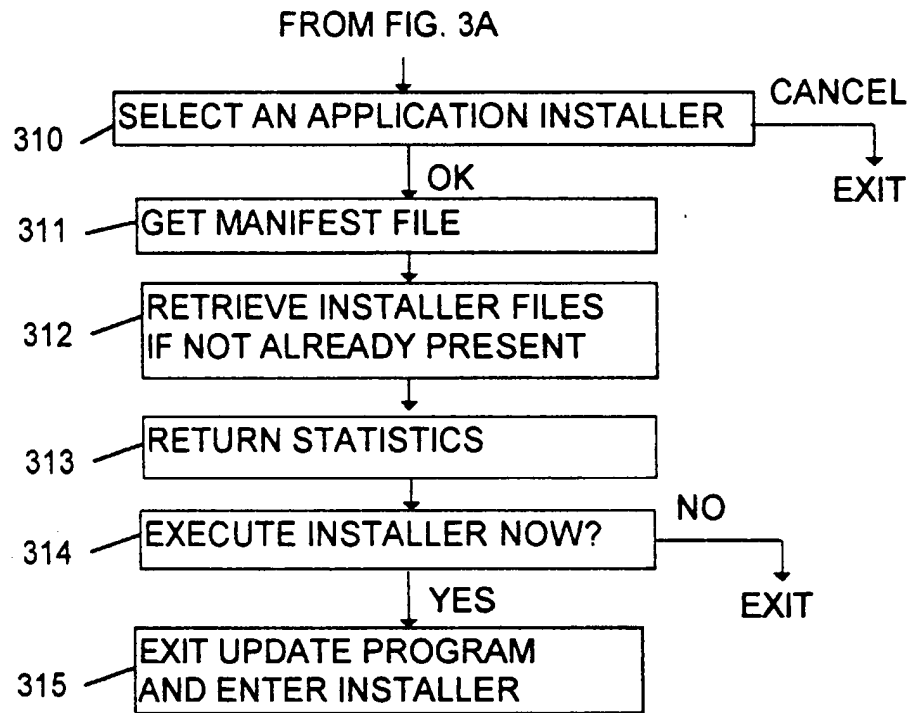 FROM FIG. 3A
CANCEL
310 SELECT AN APPLICATION INSTALLER
EXIT
OK
311 GET MANIFEST FILE
312 RETRIEVE INSTALLER FILES
IF NOT ALREADY PRESENT
313 RETURN STATISTICS
NO
314 EXECUTE INSTALLER NOW?
YES
EXIT
315 EXIT UPDATE PROGRAM
AND ENTER INSTALLER